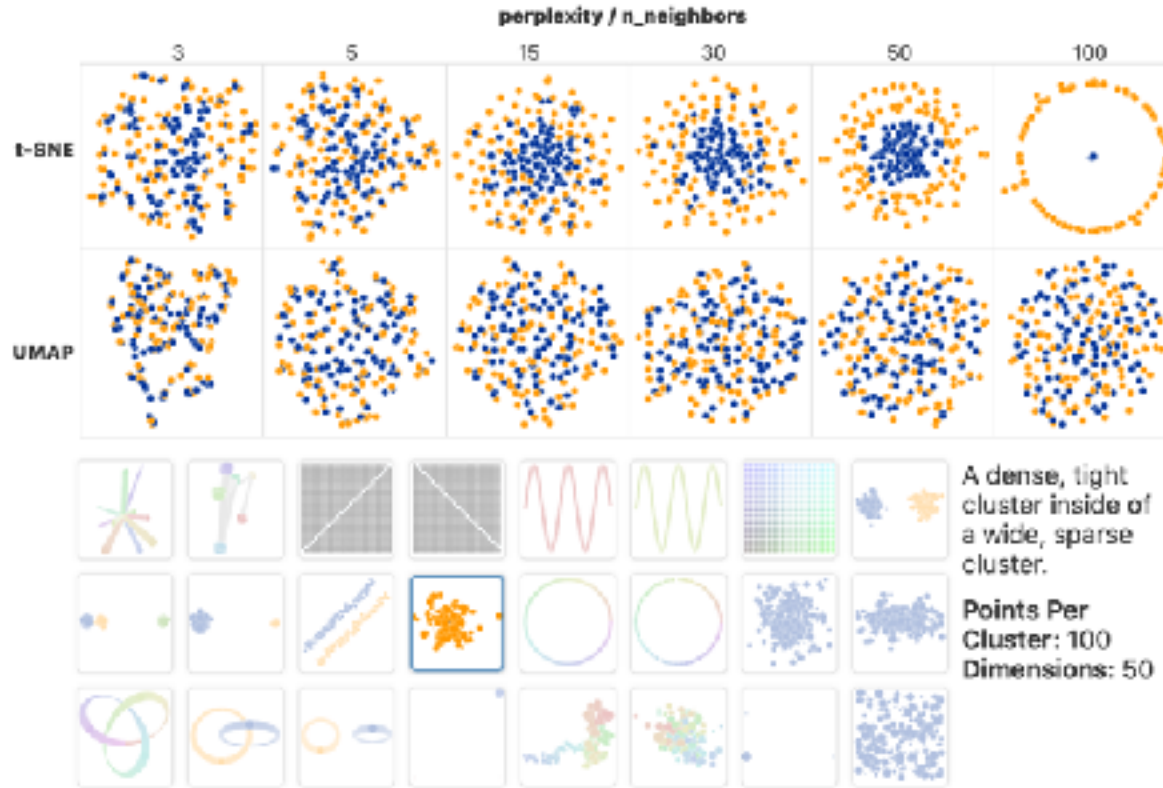 perplexity / n_neighbors
3 5 15 30 50 100
t-SNE
UMAP
A dense, tight
cluster inside of
a wide, sparse
cluster.
Points Per
Cluster: 100
Dimensions: 50